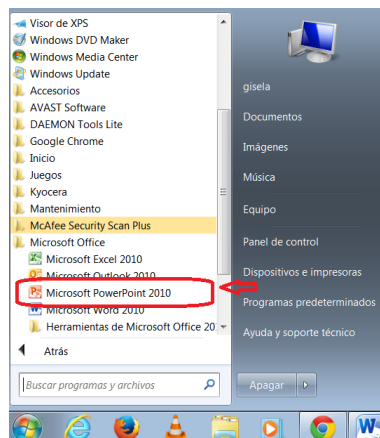 Visor de XPS
Windows DVD Maker
Windows Media Center
Windows Update
Accesorios
AVAST Software
DAEMON Tools Lite
Google Chrome
Inicio
Juegos
Kyocera
Mantenimiento
McAfee Security Scan Plus
Microsoft Office
Microsoft Excel 2010
Microsoft Outlook 2010
Microsoft PowerPoint 2010
Microsoft Word 2010
Herramientas de Microsoft Office 20
Atrás
Buscar programas y archivos
gisela
Documentos
Imágenes
Música
Equipo
Panel de control
Dispositivos e impresoras
Programas predeterminados
Ayuda y soporte técnico
Apagar
W